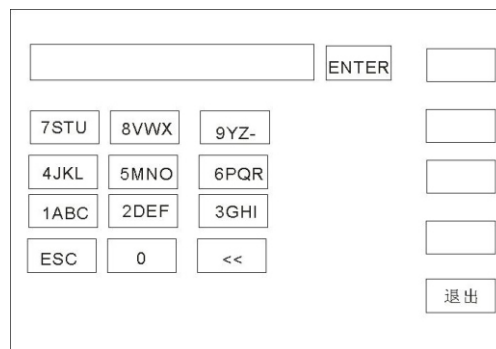 ENTER
7STU 8VWX 9YZ-
4JKL 5MNO 6PQR
1ABC 2DEF 3GHI
ESC 0 <<
退出